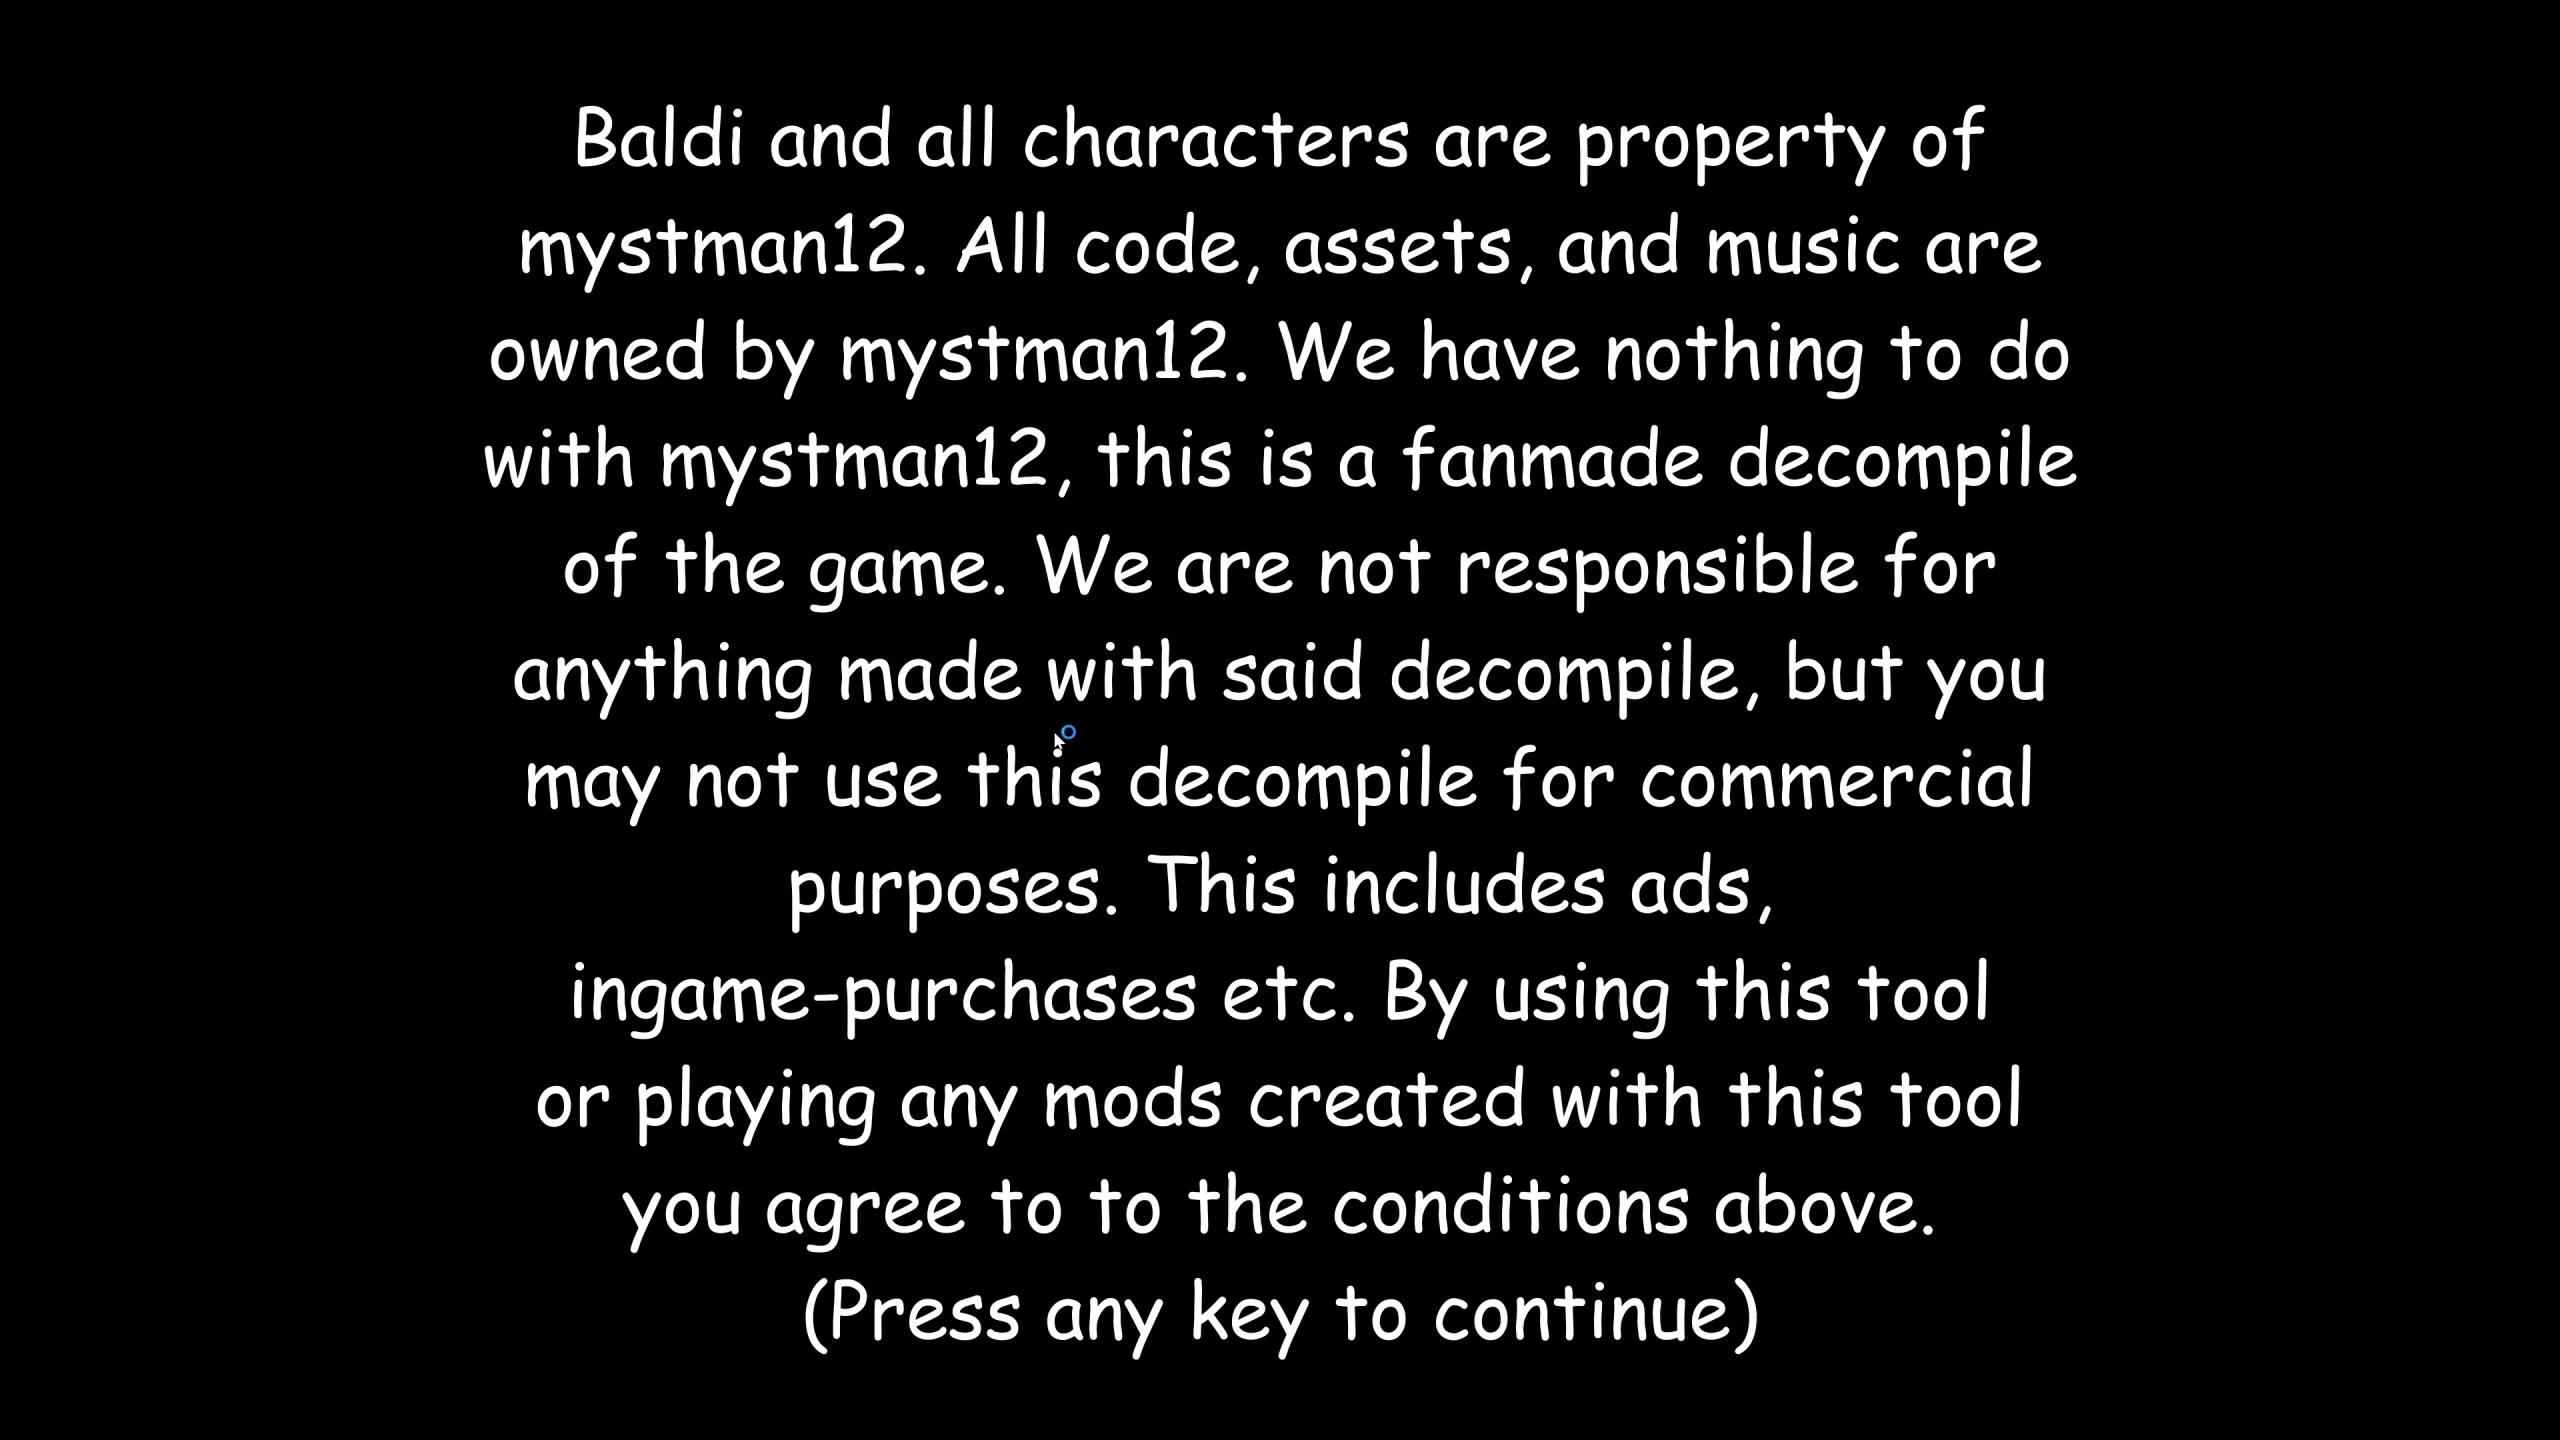 Baldi and all characters are property of
mystman12. All code, assets, and music are
owned by mystman12. We have nothing to do
with mystman12, this is a fanmade decompile
of the game. We are not responsible for
anything made with said decompile, but you
may not use this decompile for commercial
purposes. This includes ads,
ingame-purchases etc. By using this tool
or playing any mods created with this tool
you agree to to the conditions above.
(Press any key to continue)